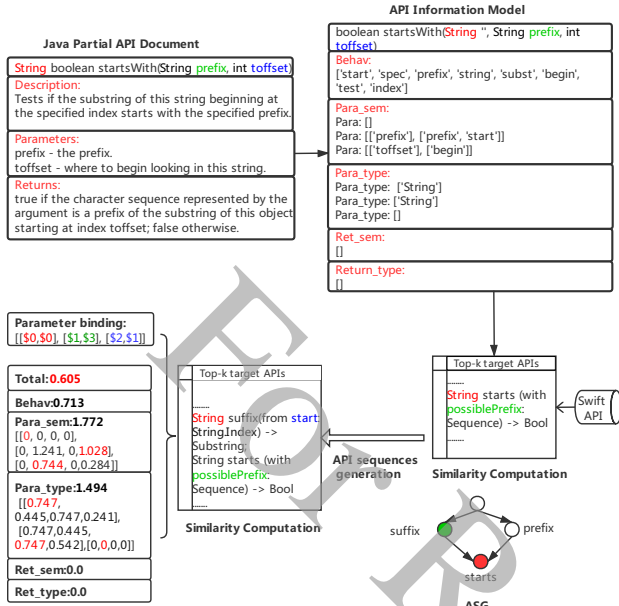 API Information Model
Java Partial API Document
boolean startsWith(String '', String prefix, int
toffset)
String boolean startsWith(String prefix, int toffset)
Behav:
['start', 'spec', 'prefix', 'string', 'subst', 'begin',
'test', 'index']
Description:
Tests if the substring of this string beginning at
the specified index starts with the specified prefix.
Para_sem:
Para: []
Para: [['prefix'], ['prefix', 'start']]
Para: [['toffset'], ['begin']]
Parameters:
prefix - the prefix.
toffset - where to begin looking in this string.
Para_type:
Para_type:  ['String']
Para_type: ['String']
Para_type: []
Returns:
true if the character sequence represented by the
argument is a prefix of the substring of this object
starting at index toffset; false otherwise.
Ret_sem:
[]
Return_type:
[]
Parameter binding:
[[$0,$0], [$1,$3], [$2,$1]]
Total:0.605
Behav:0.713
Para_sem:1.772
[[0, 0, 0, 0],
[0, 1.241, 0,1.028],
[0, 0.744, 0,0.284]]
Para_type:1.494
[[0.747,
0.445,0.747,0.241],
[0.747,0.445,
0.747,0.542],[0,0,0,0]]
Ret_sem:0.0
Ret_type:0.0
Top-k target APIs
........
String suffix(from start:
String.Index) ->
Substring;
String starts (with
possiblePrefix:
Sequence) -> Bool
........
Similarity Computation
API sequences
generation
Top-k target APIs
........
String starts (with
possiblePrefix:
Sequence) -> Bool
........
Similarity Computation
Swift
API
suffix
prefix
starts
ASG
For R